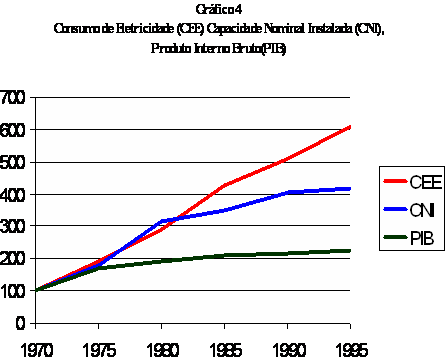 Gráfico 4
Consumo de Eletricidade (CEE) Capacidade Nominal Instalada (CNI),
Produto Interno Bruto(PIB)
700
600
500
400
300
200
100
0
1970 1975 1980 1985 1990 1995
CEE
CNI
PIB